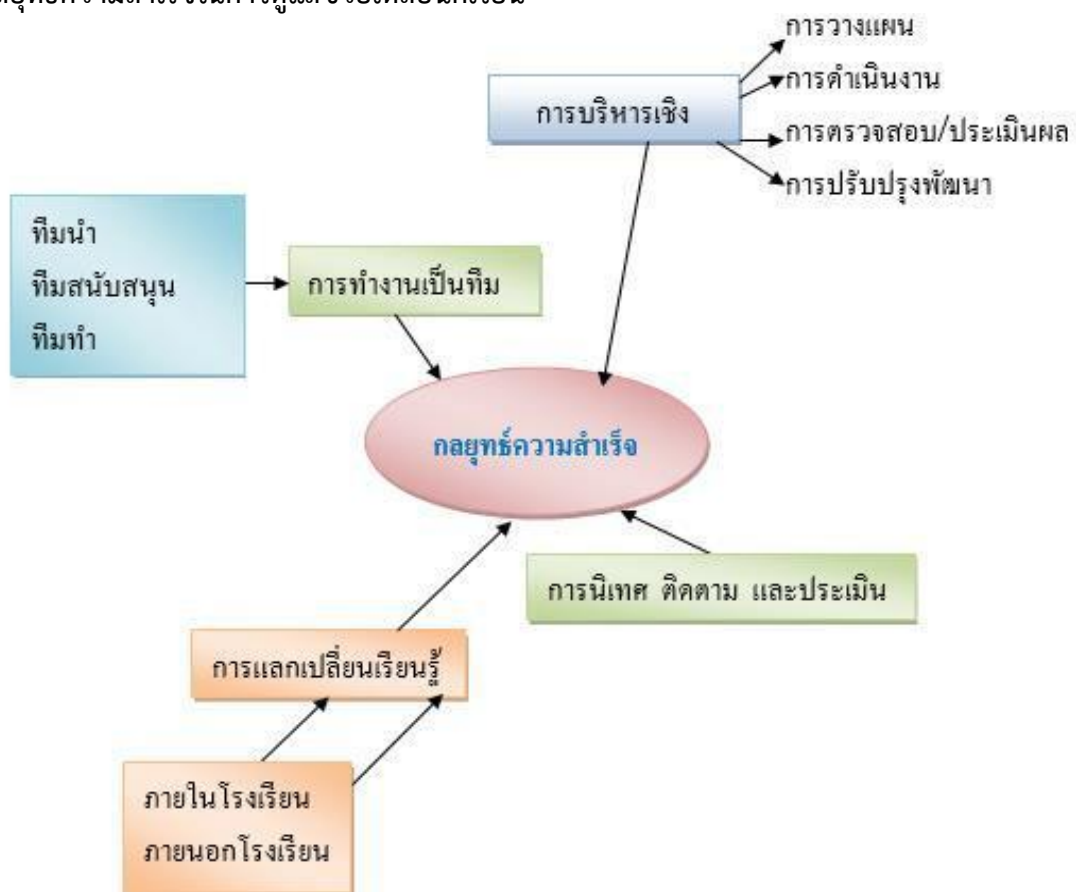 การวางแผน
การบริหารเชิง
การดำเนินงาน
การตรวจสอบ/ประเมินผล
การปรับปรุงพัฒนา
ทีมนำ
ทีมสนับสนุน
ทีมทำ
การทำงานเป็นทีม
กลยุทธ์ความสำเร็จ
การนิเทศ ติดตาม และประเมิน
การแลกเปลี่ยนเรียนรู้
ภายในโรงเรียน
ภายนอกโรงเรียน